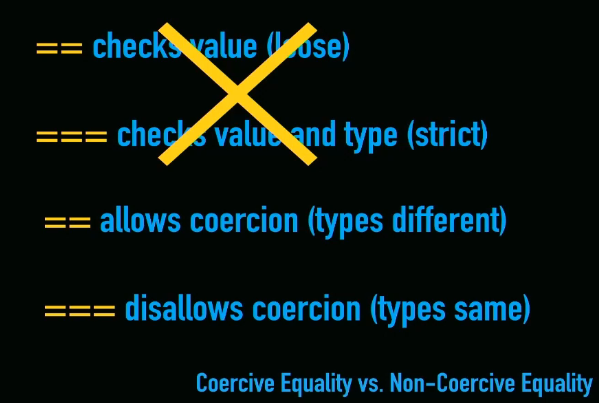 == checks value (loose)
=== checks value and type (strict)
== allows coercion (types different)
=== disallows coercion (types same)
Coercive Equality vs. Non-Coercive Equality